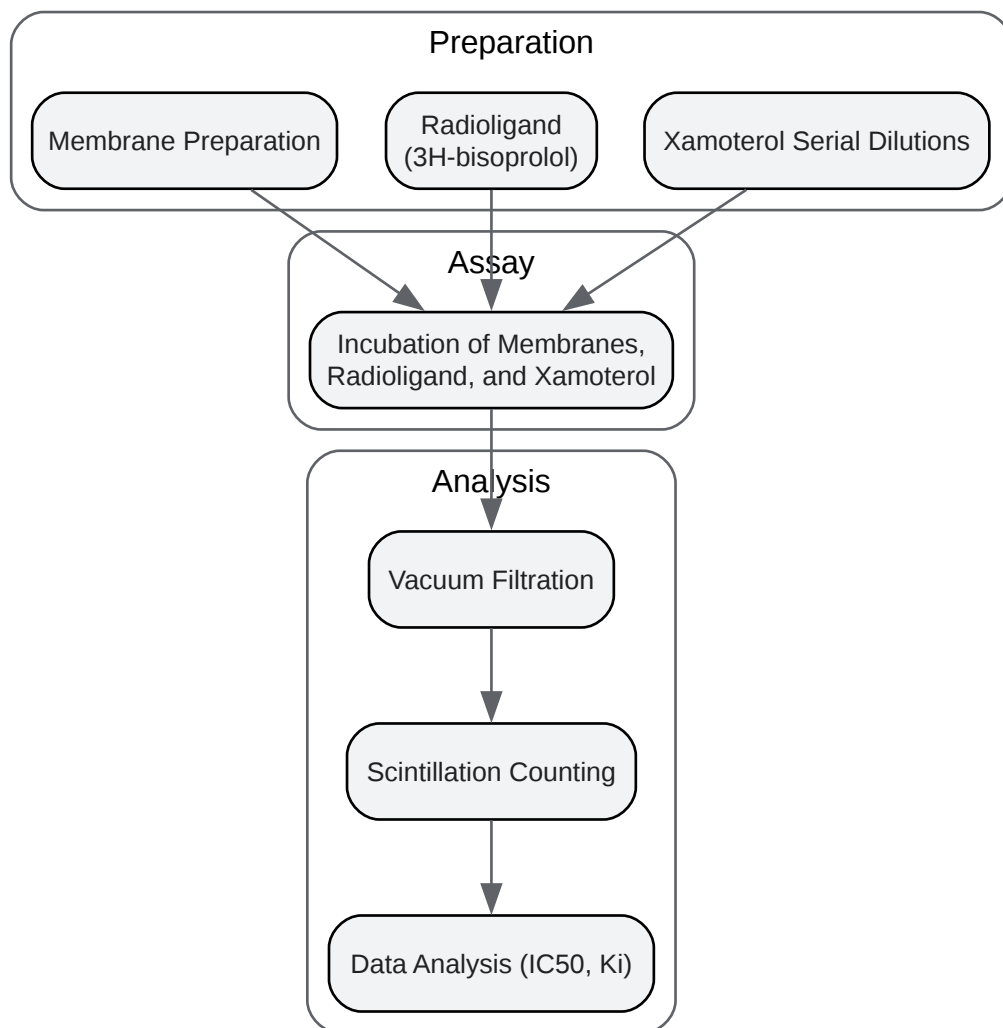 Preparation
Membrane Preparation
Radioligand
(3H-bisoprolol)
Xamoterol Serial Dilutions
Assay
Incubation of Membranes,
Radioligand, and Xamoterol
Analysis
Vacuum Filtration
Scintillation Counting
Data Analysis (IC50, Ki)